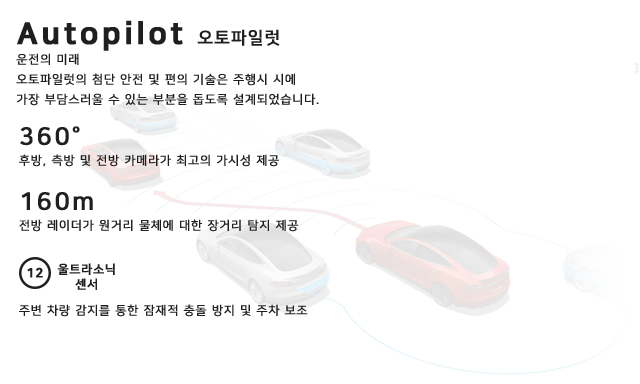 Autopilot 오토파일럿
운전의 미래
오토파일럿의 첨단 안전 및 편의 기술은 주행시 시에
가장 부담스러울 수 있는 부분을 돕도록 설계되었습니다.
360°
후방, 측방 및 전방 카메라가 최고의 가시성 제공
160m
전방 레이더가 원거리 물체에 대한 장거리 탐지 제공
12 울트라소닉
센서
주변 차량 감지를 통한 잠재적 충돌 방지 및 주차 보조